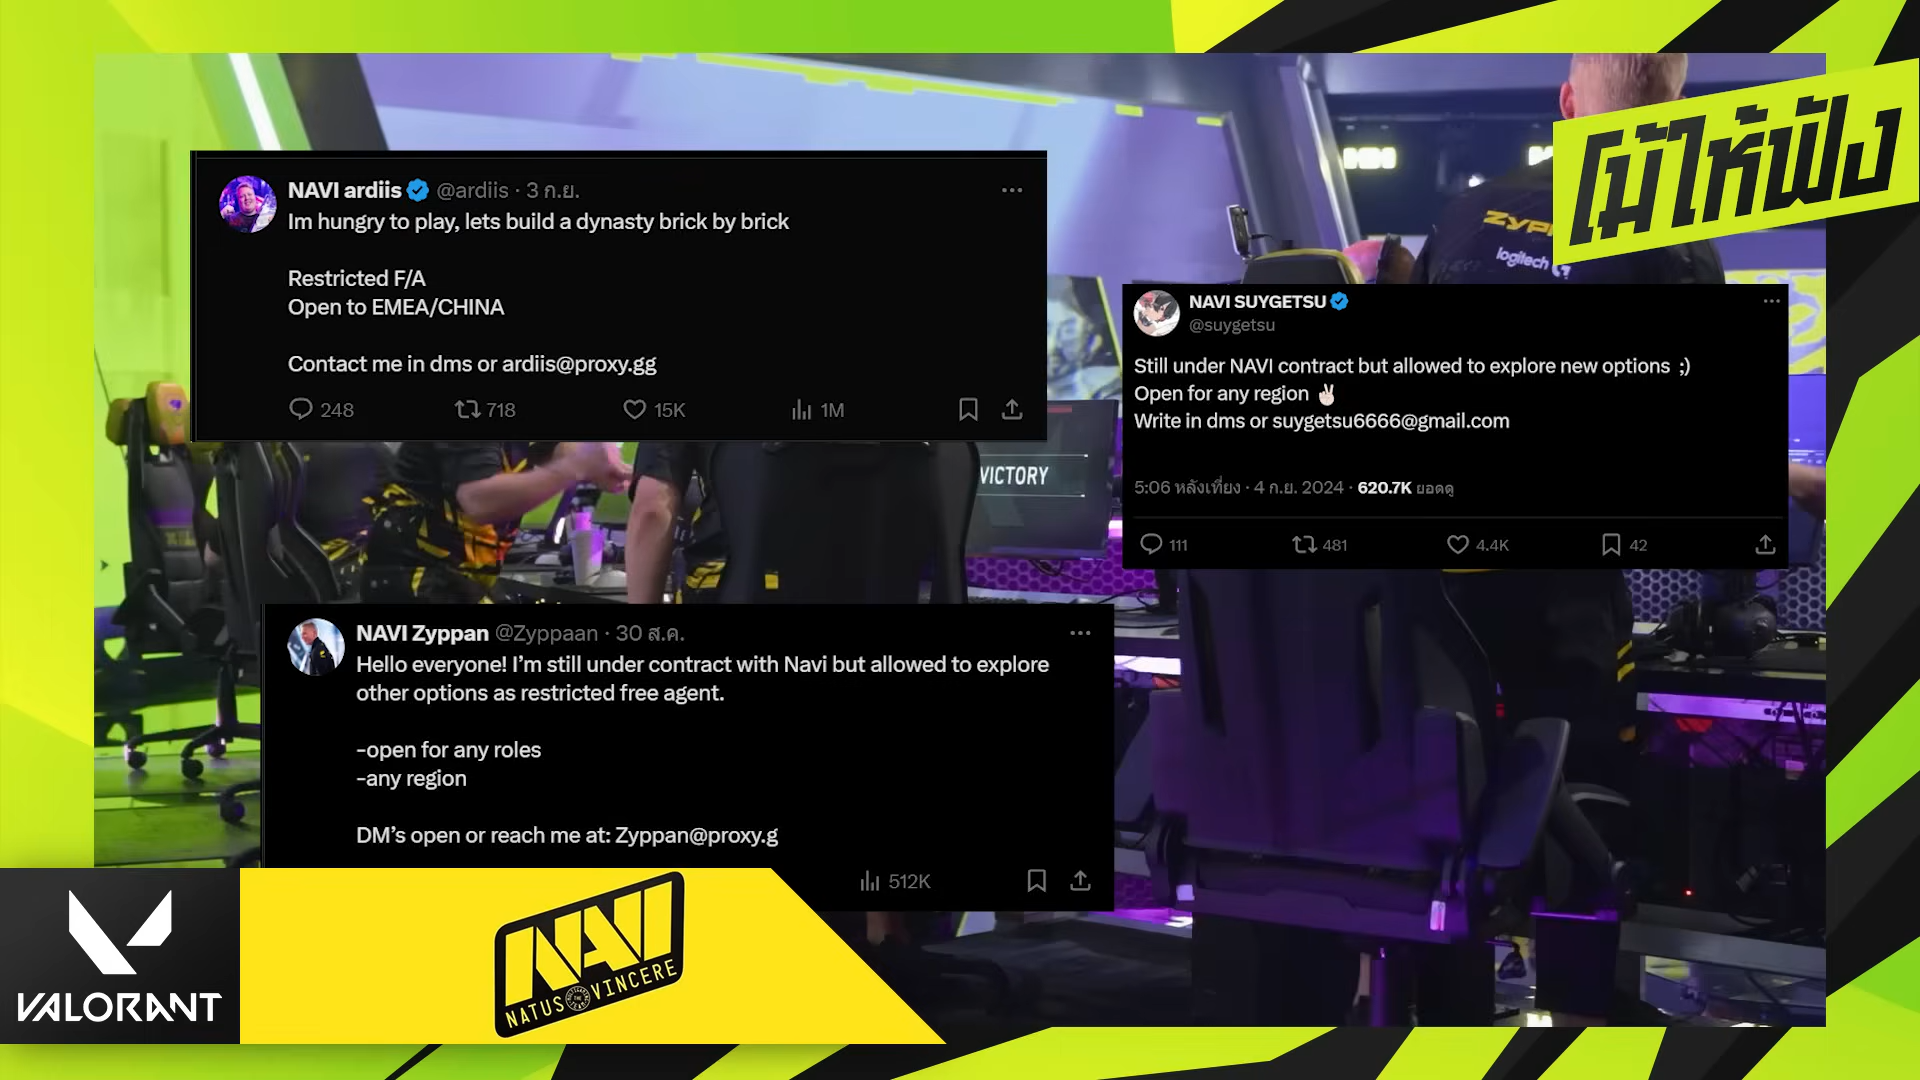 โม้ให้ฟัง
ZYPP
logitech G
NAVI ardiis @ardiis · 3 ก.ย.
Im hungry to play, lets build a dynasty brick by brick
Restricted F/A
Open to EMEA/CHINA
Contact me in dms or ardiis@proxy.gg
248 718 15K 1M
NAVI SUYGETSU
@suygetsu
Still under NAVI contract but allowed to explore new options ;)
Open for any region ✌🏻
Write in dms or suygetsu6666@gmail.com
5:06 หลังเที่ยง · 4 ก.ย. 2024 · 620.7K ยอดดู
111 481 4.4K 42
VICTORY
NAVI Zyppan @Zyppaan · 30 ส.ค.
Hello everyone! I’m still under contract with Navi but allowed to explore
other options as restricted free agent.
-open for any roles
-any region
DM’s open or reach me at: Zyppan@proxy.g
512K
VALORANT
NAVI
NATUS VINCERE